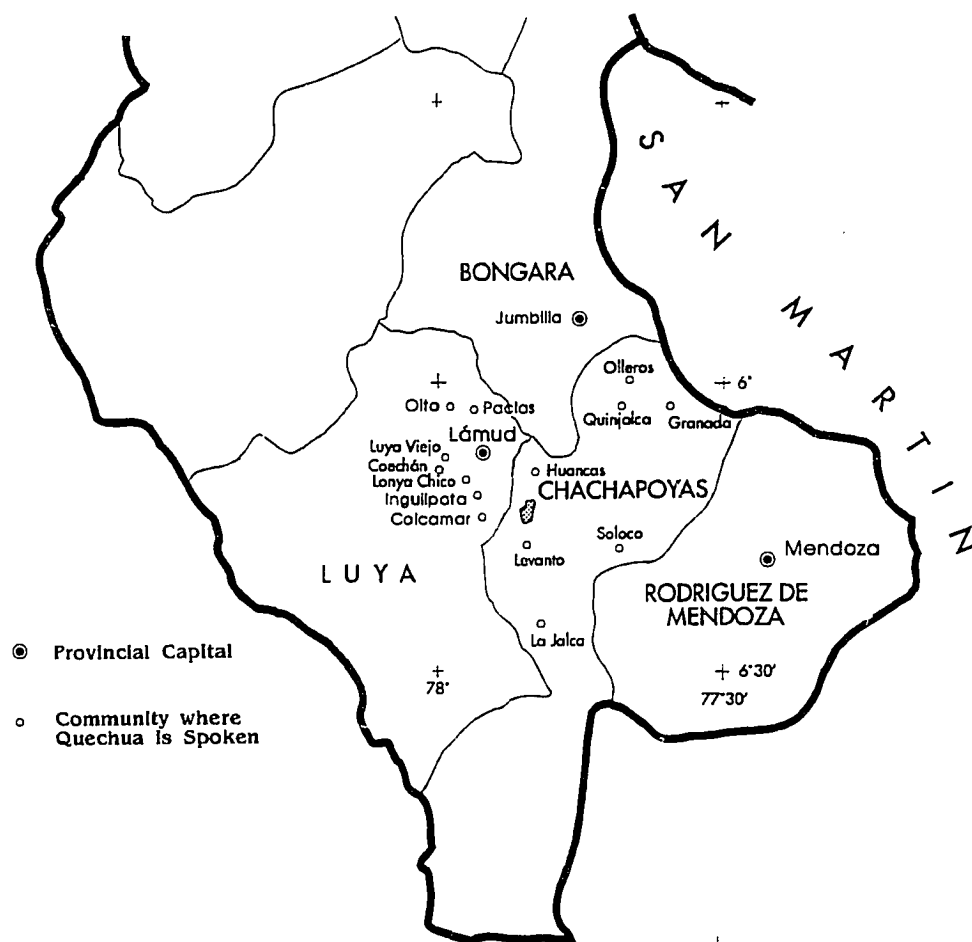 SAN MARTIN
BONGARA
Jumbilla
Olleros
6°
Olto
Paclas
Quinjalca
Granada
Lámud
Luya Viejo
Coechán
Huancas
Lonya Chico
CHACHAPOYAS
Inguilpata
Colcamar
Soloco
Levanto
Mendoza
LUYA
RODRIGUEZ DE
MENDOZA
La Jalca
Provincial Capital
6°30'
78°
77°30'
Community where
Quechua Is Spoken